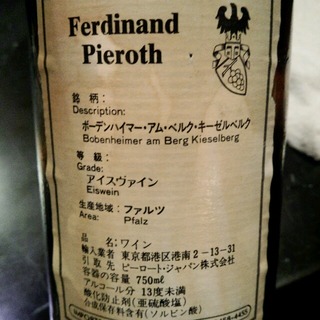 Ferdinand
Pieroth
銘 柄:
Description:
ボーデンハイマー・アム・ベルク・キーゼルベルク
Bobenheimer am Berg Kieselberg
等 級:
Grade:
アイスヴァイン
Eiswein
生産地域: ファルツ
Area: Pfalz
品 名: ワイン
輸入業者 東京都港区港南2-13-31
引 取 先 ピーロート・ジャパン株式会社
容器の容量 750㎖
アルコール分 13度未満
酸化防止剤(亜硫酸塩)
合成保存料含有(ソルビン酸)